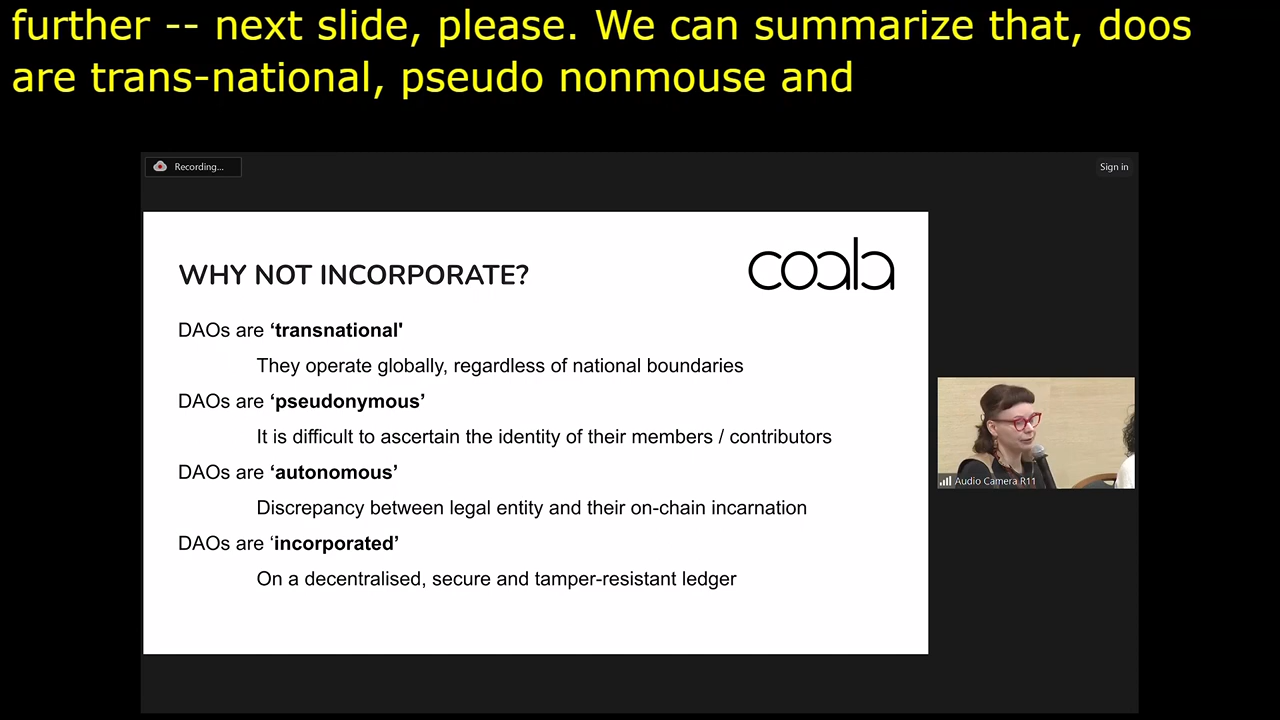 further -- next slide, please. We can summarize that, doos
are trans-national, pseudo nonmouse and
Recording...
Sign in
coala
WHY NOT INCORPORATE?
DAOs are ‘transnational'
They operate globally, regardless of national boundaries
DAOs are ‘pseudonymous’
It is difficult to ascertain the identity of their members / contributors
DAOs are ‘autonomous’
Discrepancy between legal entity and their on-chain incarnation
DAOs are ‘incorporated’
On a decentralised, secure and tamper-resistant ledger
Audio Camera R11